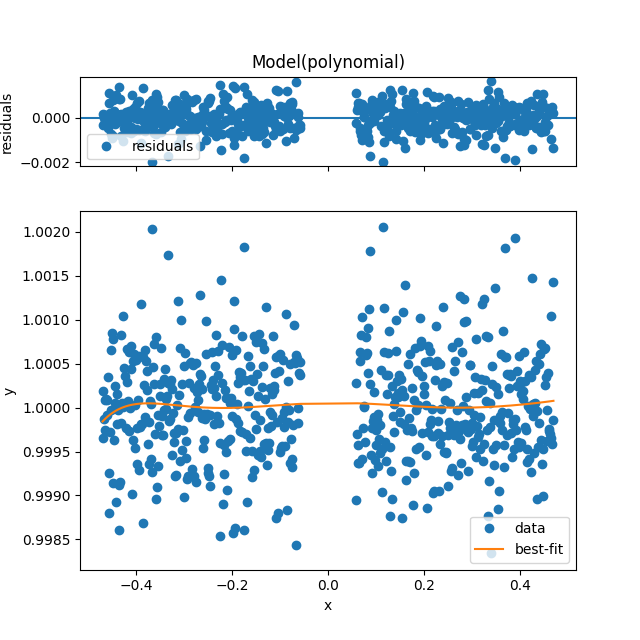 Model(polynomial)
residuals
0.000
−0.002
residuals
y
1.0020
1.0015
1.0010
1.0005
1.0000
0.9995
0.9990
0.9985
data
best-fit
−0.4
−0.2
0.0
0.2
0.4
x